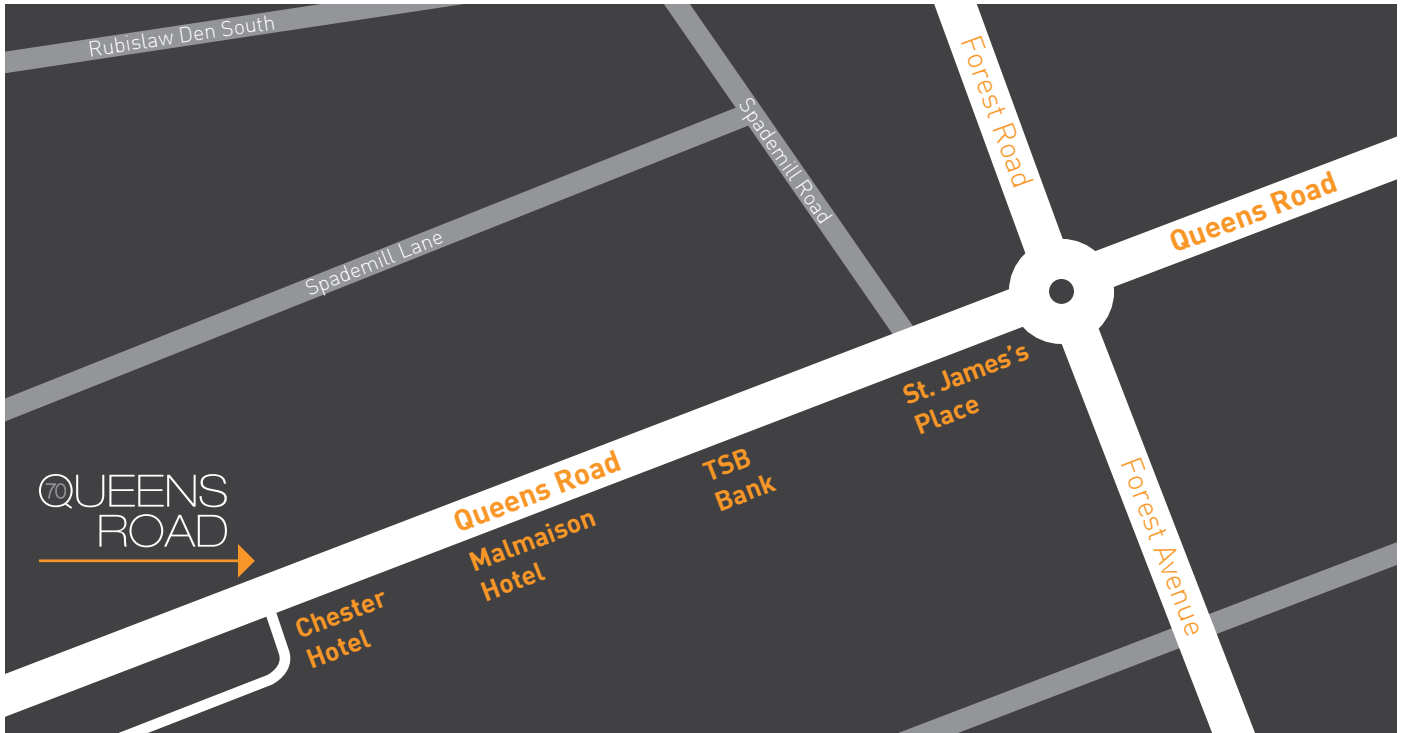 Rubislaw Den South
Forest Road
Spademill Road
Queens Road
Spademill Lane
St. James's
Place
TSB
Bank
Queens Road
Forest Avenue
70 QUEENS
ROAD
Malmaison
Hotel
Chester
Hotel